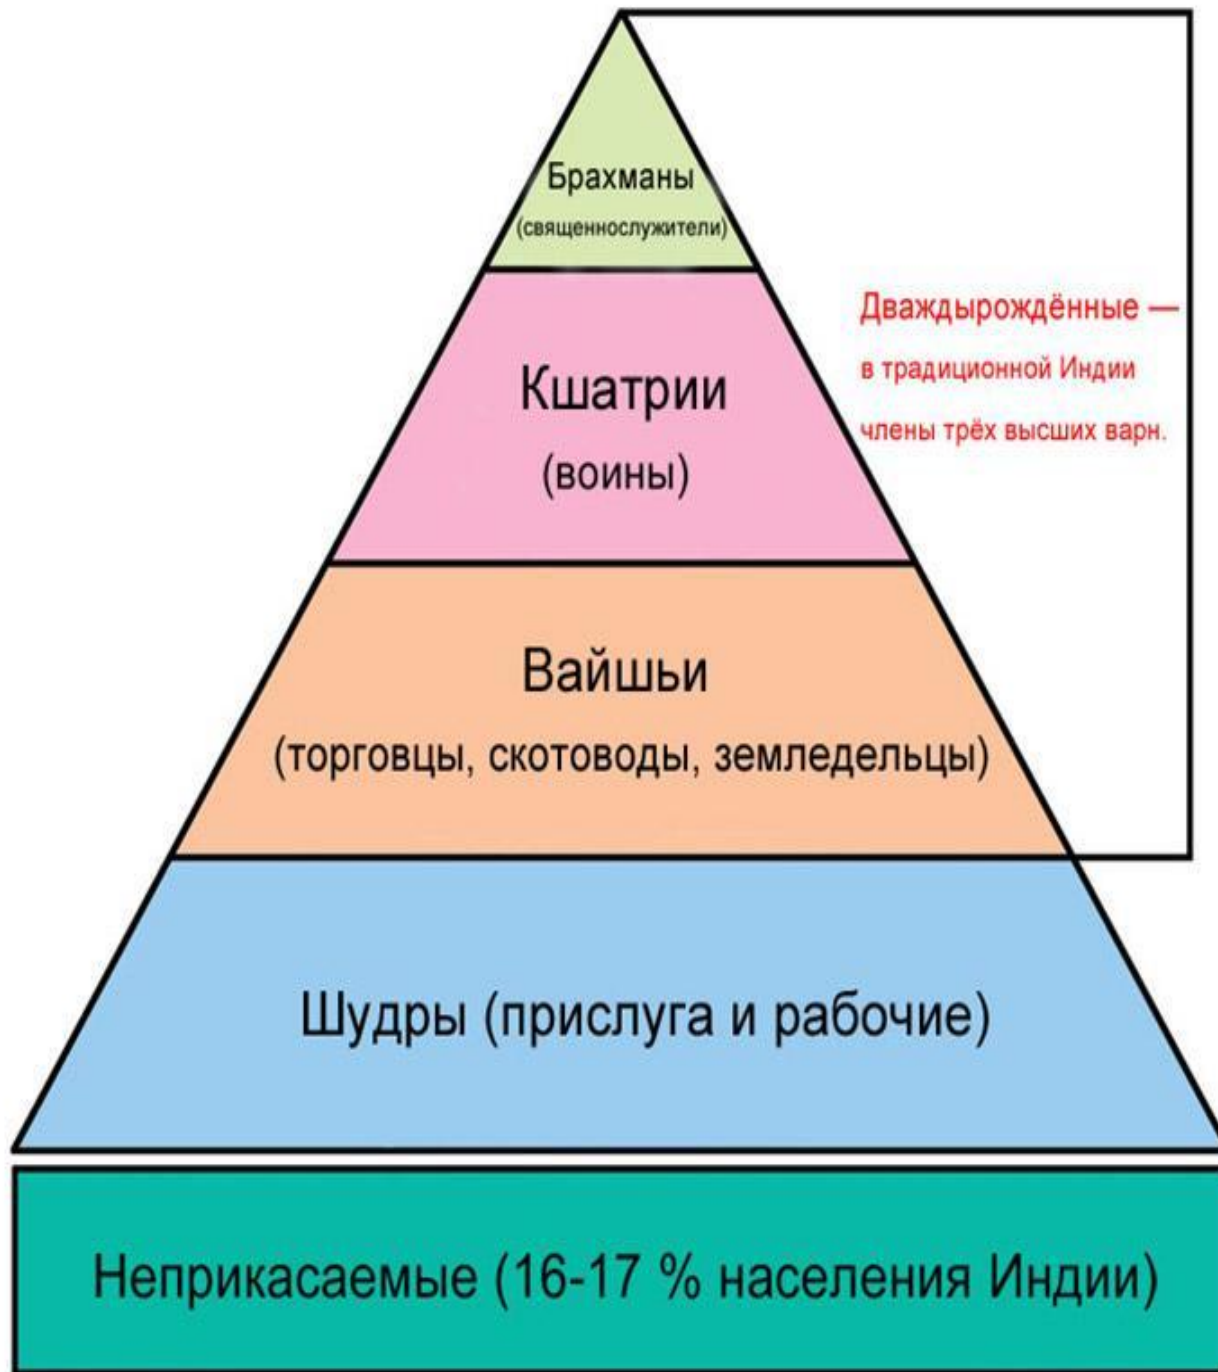 Брахманы
(священнослужители)
Кшатрии
(воины)
Дваждырождённые —
в традиционной Индии
члены трёх высших варн.
Вайшьи
(торговцы, скотоводы, земледельцы)
Шудры (прислуга и рабочие)
Неприкасаемые (16-17 % населения Индии)